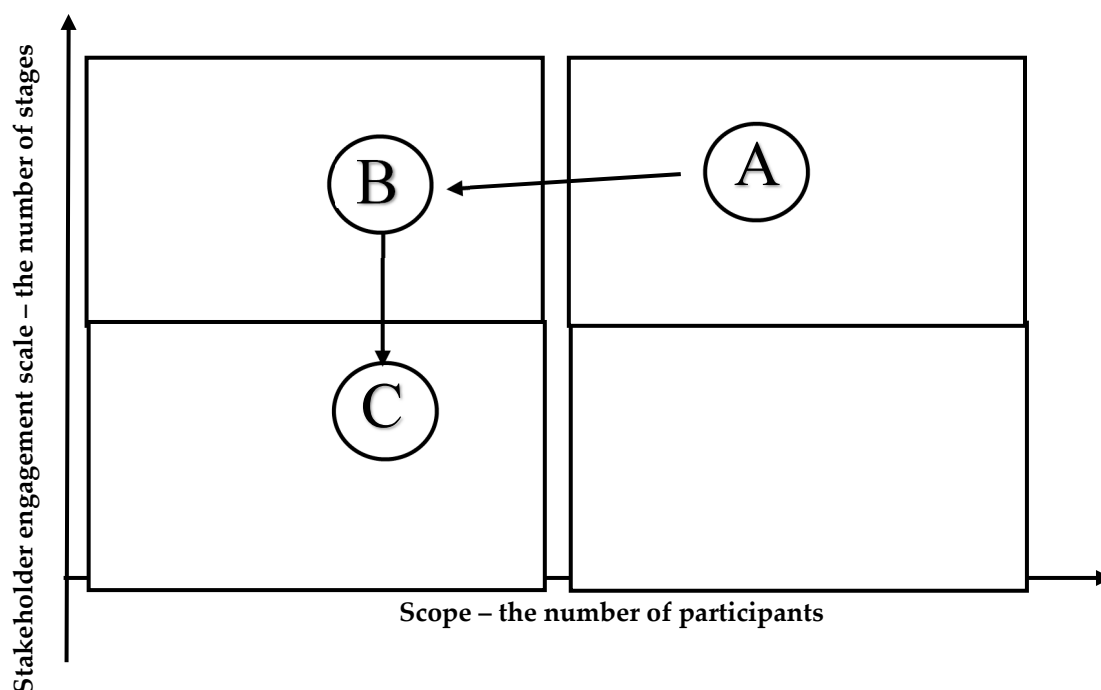 Stakeholder engagement scale – the number of stages
B
A
C
Scope – the number of participants